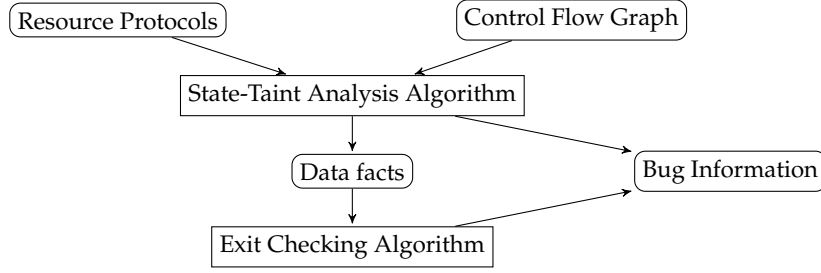 Resource Protocols
Control Flow Graph
State-Taint Analysis Algorithm
Data facts
Bug Information
Exit Checking Algorithm